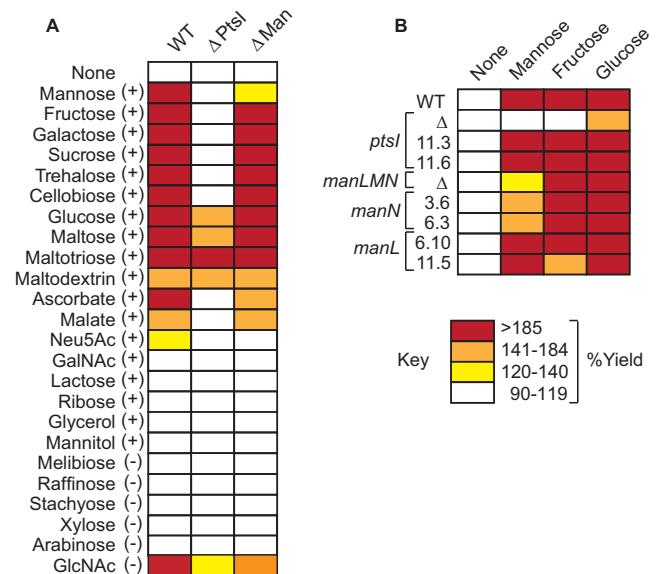 A
WT
Δ PtsI
Δ Man
None
Mannose (+)
Fructose (+)
Galactose (+)
Sucrose (+)
Trehalose (+)
Cellobiose (+)
Glucose (+)
Maltose (+)
Maltotriose (+)
Maltodextrin (+)
Ascorbate (+)
Malate (+)
Neu5Ac (+)
GalNAc (+)
Lactose (+)
Ribose (+)
Glycerol (+)
Mannitol (+)
Melibiose (-)
Raffinose (-)
Stachyose (-)
Xylose (-)
Arabinose (-)
GlcNAc (-)
B
None
Mannose
Fructose
Glucose
WT
ptsI
Δ
11.3
11.6
manLMN
Δ
manN
3.6
6.3
manL
6.10
11.5
Key
>185
141-184
120-140
90-119
%Yield